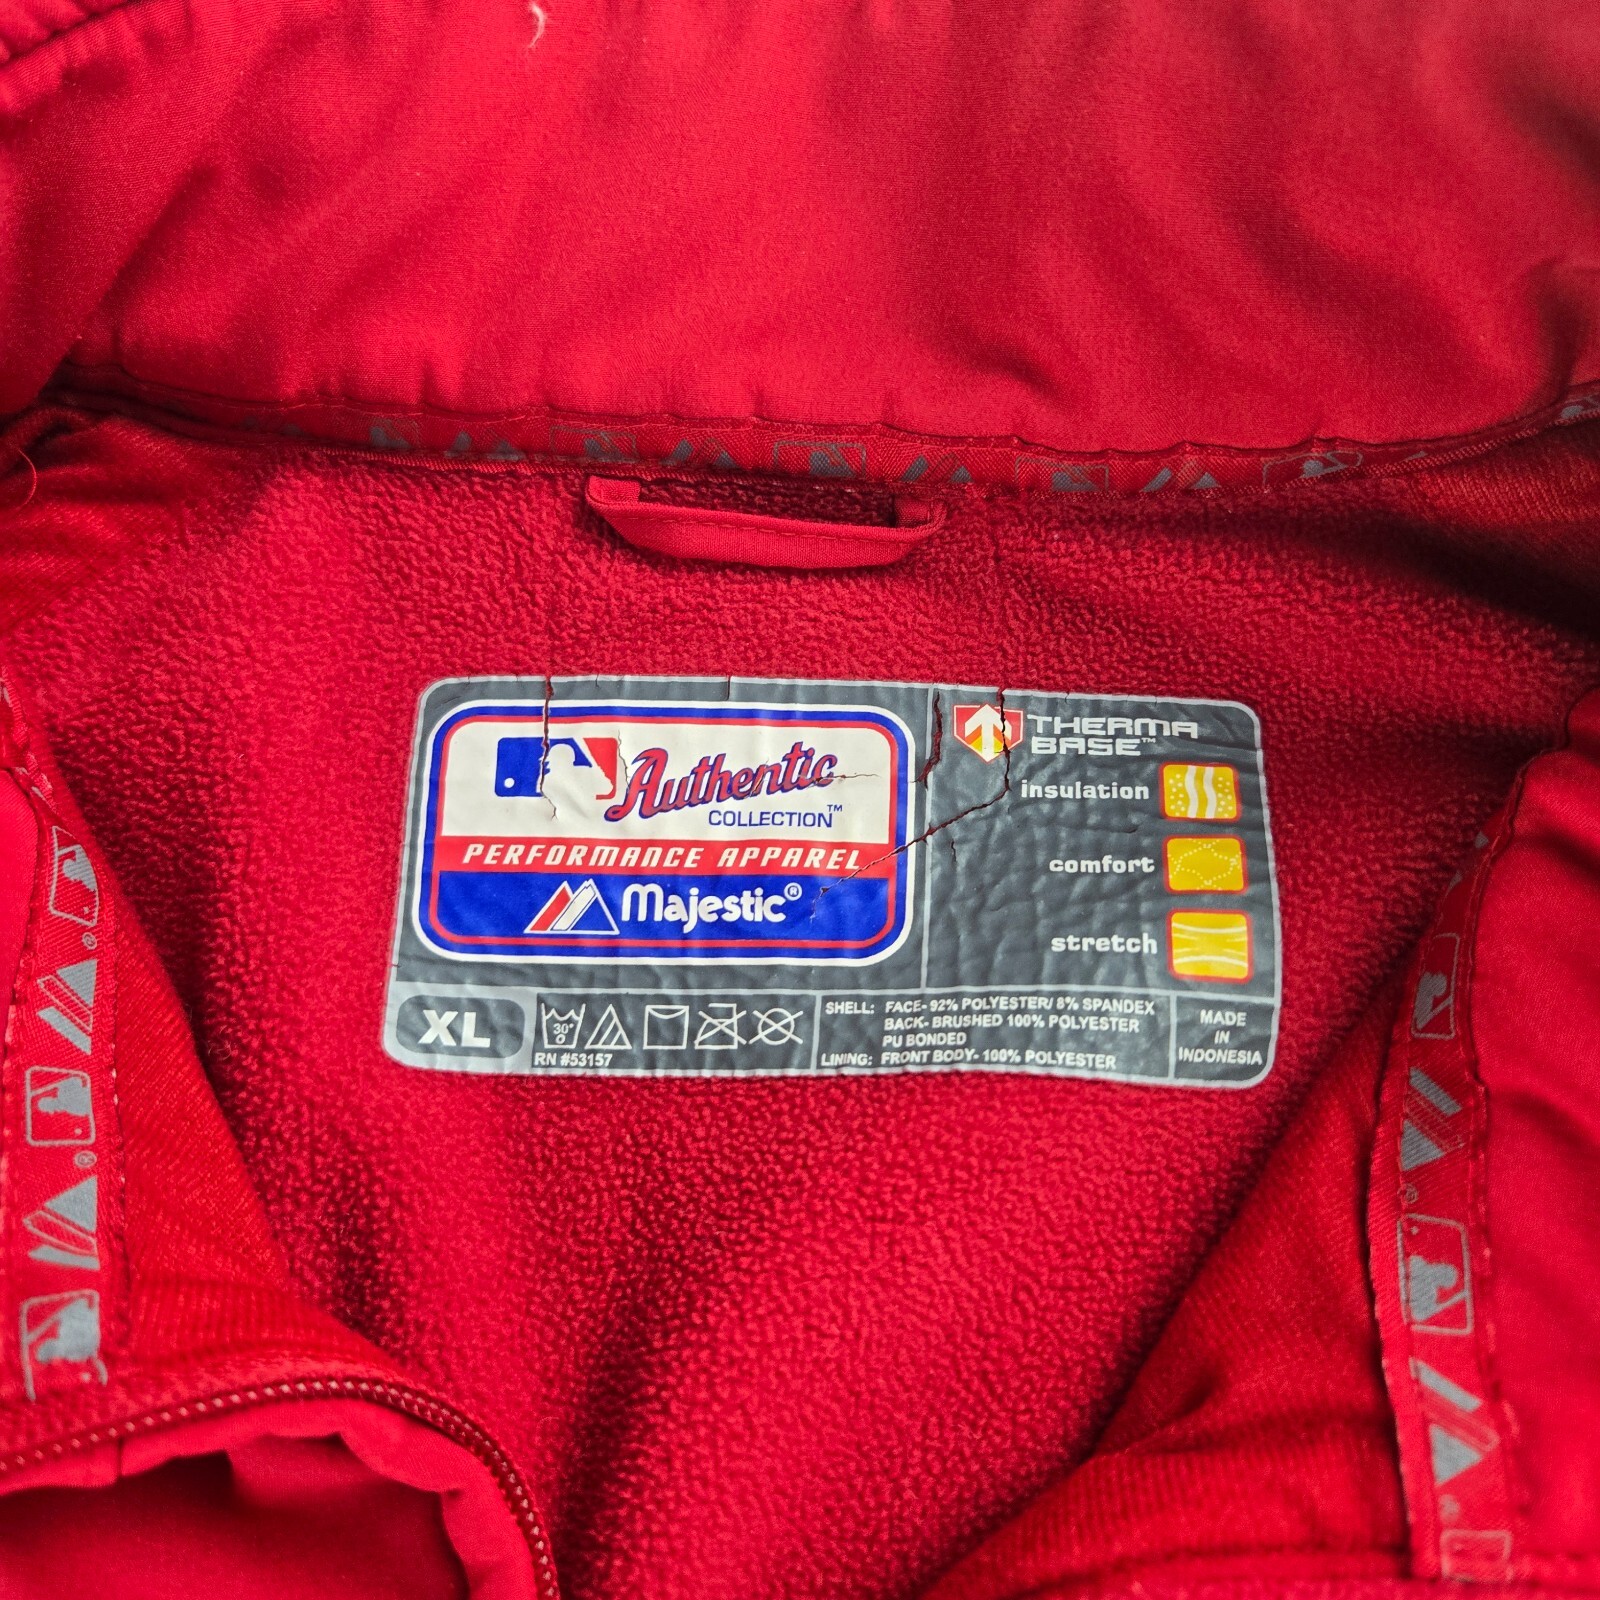 Authentic
COLLECTION™
PERFORMANCE APPAREL
Majestic®
THERMA
BASE™
insulation
comfort
stretch
XL
30°
RN #53157
SHELL: FACE- 92% POLYESTER/ 8% SPANDEX
BACK- BRUSHED 100% POLYESTER
PU BONDED
LINING: FRONT BODY- 100% POLYESTER
MADE
IN
INDONESIA